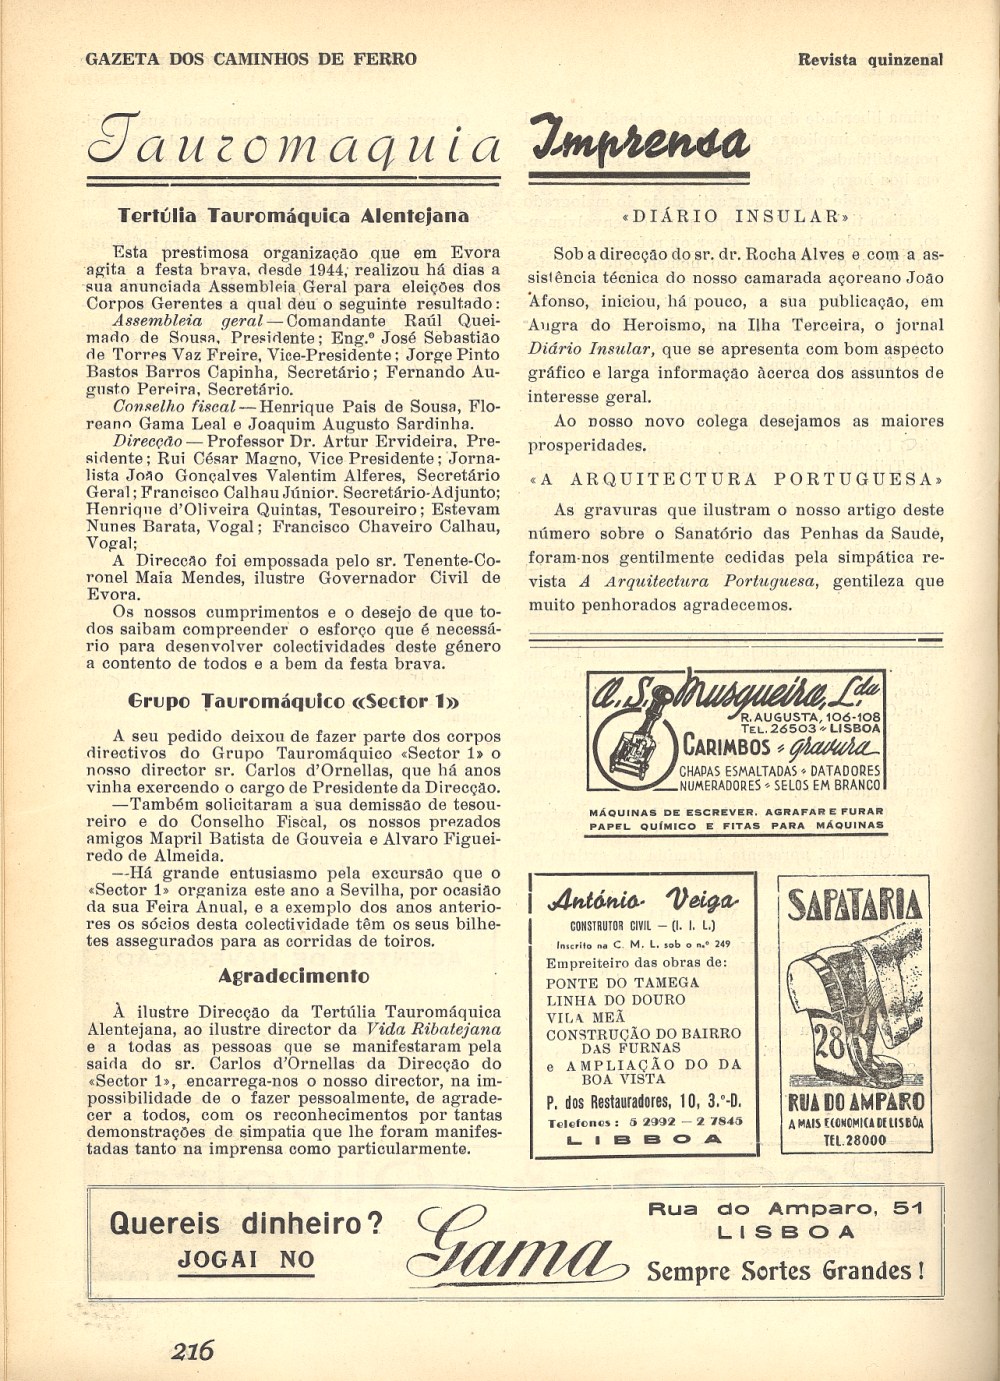 GAZETA DOS CAMINHOS DE FERRO
Revista quinzenal
Tauromaquia
Tertúlia Tauromáquica Alentejana
Esta prestimosa organização que em Evora
agita a festa brava, desde 1944, realizou há dias a
sua anunciada Assembleia Geral para eleições dos
Corpos Gerentes a qual deu o seguinte resultado:
Assembleia geral — Comandante Raúl Quei-
mado de Sousa, Presidente; Eng.º José Sebastião
de Torres Vaz Freire, Vice-Presidente; Jorge Pinto
Bastos Barros Capinha, Secretário; Fernando Au-
gusto Pereira, Secretário.
Conselho fiscal — Henrique Pais de Sousa, Flo-
reano Gama Leal e Joaquim Augusto Sardinha.
Direcção — Professor Dr. Artur Ervideira, Pre-
sidente; Rui César Magno, Vice Presidente; Jorna-
lista João Gonçalves Valentim Alferes, Secretário
Geral; Francisco Calhau Júnior. Secretário-Adjunto;
Henrique d'Oliveira Quintas, Tesoureiro; Estevam
Nunes Barata, Vogal; Francisco Chaveiro Calhau,
Vogal;
A Direcção foi empossada pelo sr. Tenente-Co-
ronel Maia Mendes, ilustre Governador Civil de
Evora.
Os nossos cumprimentos e o desejo de que to-
dos saibam compreender o esforço que é necessá-
rio para desenvolver colectividades deste género
a contento de todos e a bem da festa brava.
Grupo Tauromáquico «Sector 1»
A seu pedido deixou de fazer parte dos corpos
directivos do Grupo Tauromáquico «Sector 1» o
nosso director sr. Carlos d'Ornellas, que há anos
vinha exercendo o cargo de Presidente da Direcção.
—Também solicitaram a sua demissão de tesou-
reiro e do Conselho Fiscal, os nossos prezados
amigos Mapril Batista de Gouveia e Alvaro Figuei-
redo de Almeida.
—Há grande entusiasmo pela excursão que o
«Sector 1» organiza este ano a Sevilha, por ocasião
da sua Feira Anual, e a exemplo dos anos anterio-
res os sócios desta colectividade têm os seus bilhe-
tes assegurados para as corridas de toiros.
Agradecimento
À ilustre Direcção da Tertúlia Tauromáquica
Alentejana, ao ilustre director da Vida Ribatejana
e a todas as pessoas que se manifestaram pela
saida do sr. Carlos d'Ornellas da Direcção do
«Sector 1», encarrega-nos o nosso director, na im-
possibilidade de o fazer pessoalmente, de agrade-
cer a todos, com os reconhecimentos por tantas
demonstrações de simpatia que lhe foram manifes-
tadas tanto na imprensa como particularmente.
Imprensa
«DIÁRIO INSULAR»
Sob a direcção do sr. dr. Rocha Alves e com a as-
sistência técnica do nosso camarada açoreano João
Afonso, iniciou, há pouco, a sua publicação, em
Angra do Heroismo, na Ilha Terceira, o jornal
Diário Insular, que se apresenta com bom aspecto
gráfico e larga informação àcerca dos assuntos de
interesse geral.
Ao nosso novo colega desejamos as maiores
prosperidades.
«A ARQUITECTURA PORTUGUESA»
As gravuras que ilustram o nosso artigo deste
número sobre o Sanatório das Penhas da Saude,
foram-nos gentilmente cedidas pela simpática re-
vista A Arquitectura Portuguesa, gentileza que
muito penhorados agradecemos.
A. S. Musqueira, L.da
R. AUGUSTA, 106-108
TEL. 26503 - LISBOA
CARIMBOS - gravura
CHAPAS ESMALTADAS - DATADORES
NUMERADORES - SELOS EM BRANCO
MÁQUINAS DE ESCREVER, AGRAFAR E FURAR
PAPEL QUÍMICO E FITAS PARA MÁQUINAS
António Veiga
CONSTRUTOR CIVIL — (I. I. L.)
Inscrito na C. M. L. sob o n.º 249
Empreiteiro das obras de:
PONTE DO TAMEGA
LINHA DO DOURO
VILA MEÃ
CONSTRUÇÃO DO BAIRRO
DAS FURNAS
e AMPLIAÇÃO DO DA
BOA VISTA
P. dos Restauradores, 10, 3.º-D.
Telefones: 5 2992 — 2 7845
LISBOA
SAPATARIA
28
RUA DO AMPARO
A MAIS ECONOMICA DE LISBÔA
TEL. 28000
Quereis dinheiro?
JOGAI NO
Gama
Rua do Amparo, 51
LISBOA
Sempre Sortes Grandes!
216